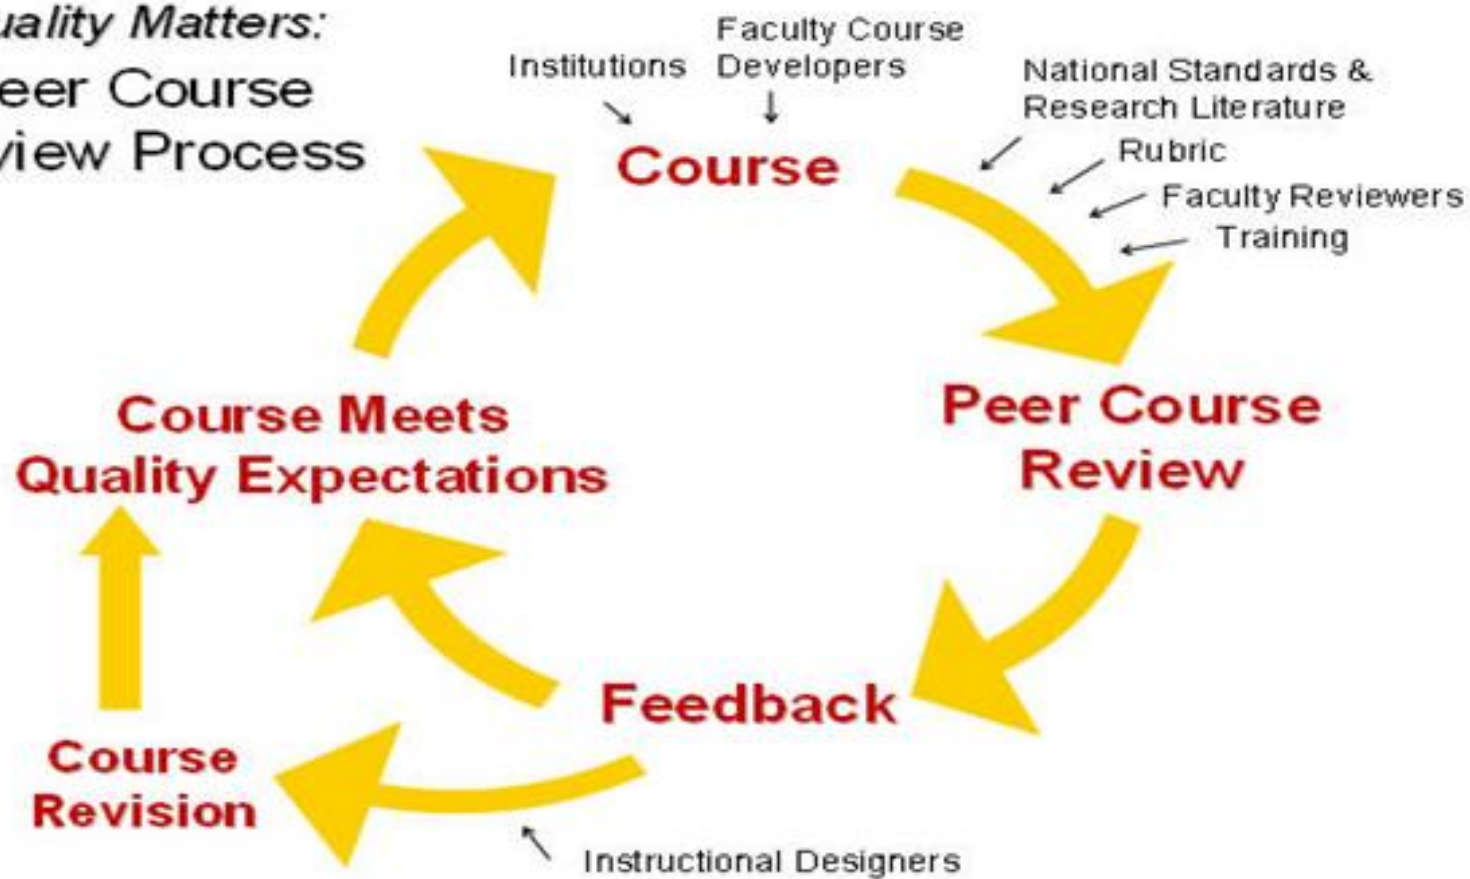 uality Matters:
eer Course
view Process
Institutions
Faculty Course
Developers
National Standards &
Research Literature
Rubric
Faculty Reviewers
Training
Course
Peer Course
Review
Course Meets
Quality Expectations
Feedback
Course
Revision
Instructional Designers